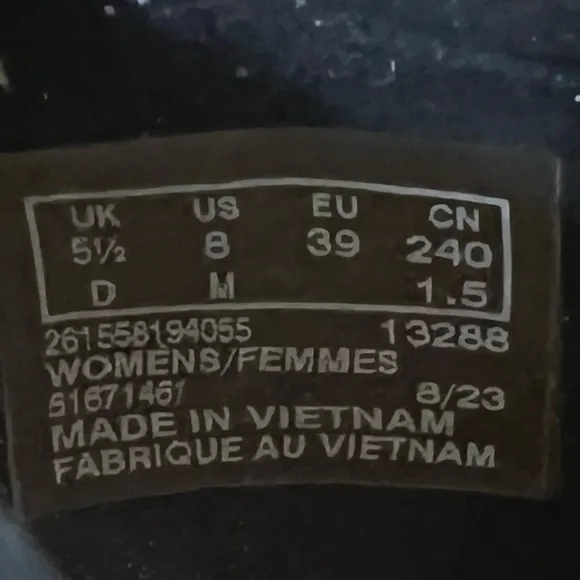 UK US EU CN
5½ 8 39 240
D M 1.5
261558194055 13288
WOMENS/FEMMES
61671461 8/23
MADE IN VIETNAM
FABRIQUE AU VIETNAM